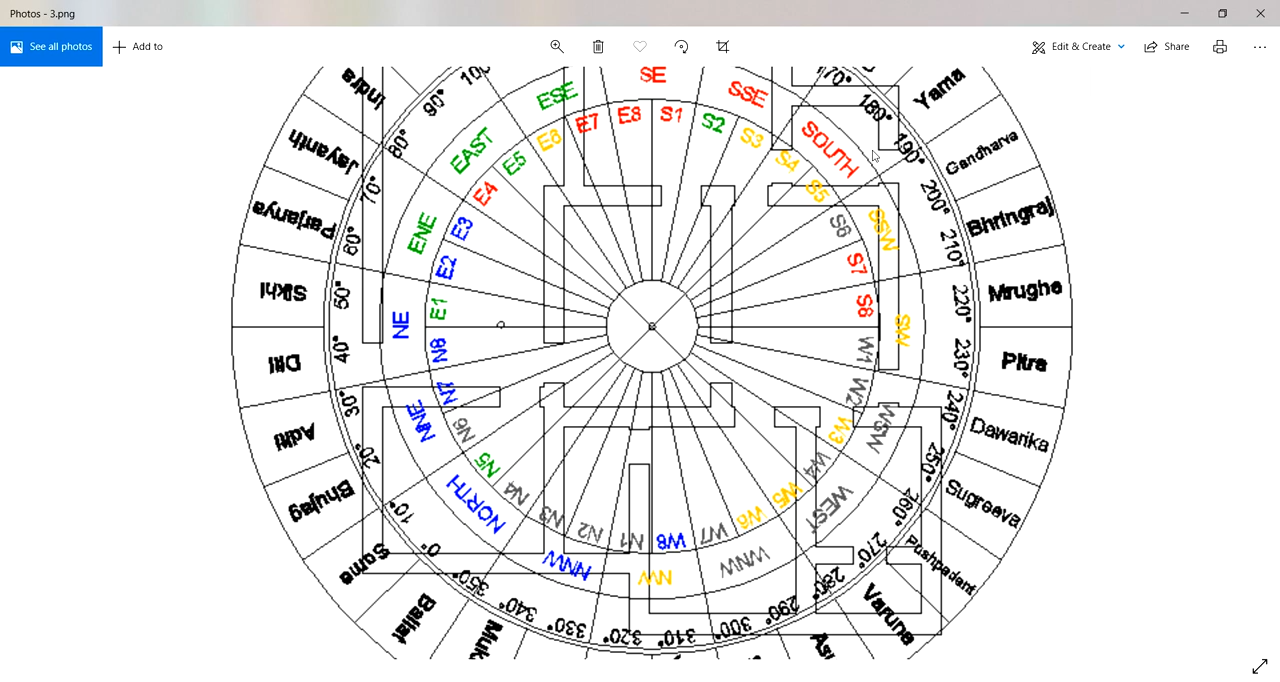 Photos - 3.png
See all photos
Add to
Edit & Create
Share
Indra
Jayanth
Parjanya
Sikhi
Diti
Aditi
Bhujag
Soma
Ballat
Yama
Gandharva
Bhringraj
Mrugha
Pitra
Dawarika
Sugreeva
Pushpadant
Varuna
0°
10°
20°
30°
40°
50°
60°
70°
80°
90°
170°
180°
190°
200°
210°
220°
230°
240°
250°
260°
270°
280°
290°
300°
310°
320°
330°
340°
350°
SE
SSE
SOUTH
SSW
SW
WSW
WEST
WNW
NW
NNW
NORTH
NNE
NE
ENE
EAST
ESE
E1
E2
E3
E4
E5
E6
E7
E8
S1
S2
S3
S4
S5
S6
S7
S8
W1
W2
W3
W4
W5
W6
W7
W8
N1
N2
N3
N4
N5
N6
N7
N8